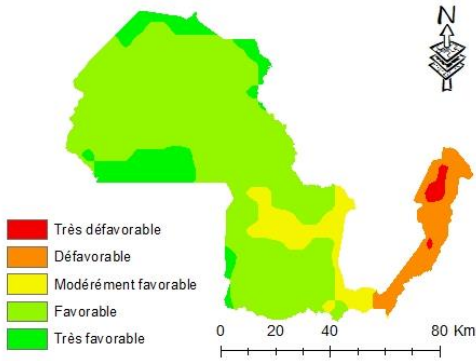 N
Très défavorable
Défavorable
Modérément favorable
Favorable
Très favorable
0 20 40 80 Km